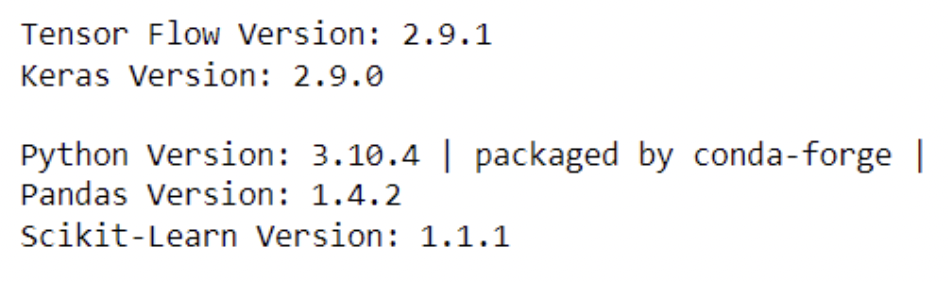 Tensor Flow Version: 2.9.1
Keras Version: 2.9.0
Python Version: 3.10.4 | packaged by conda-forge |
Pandas Version: 1.4.2
Scikit-Learn Version: 1.1.1